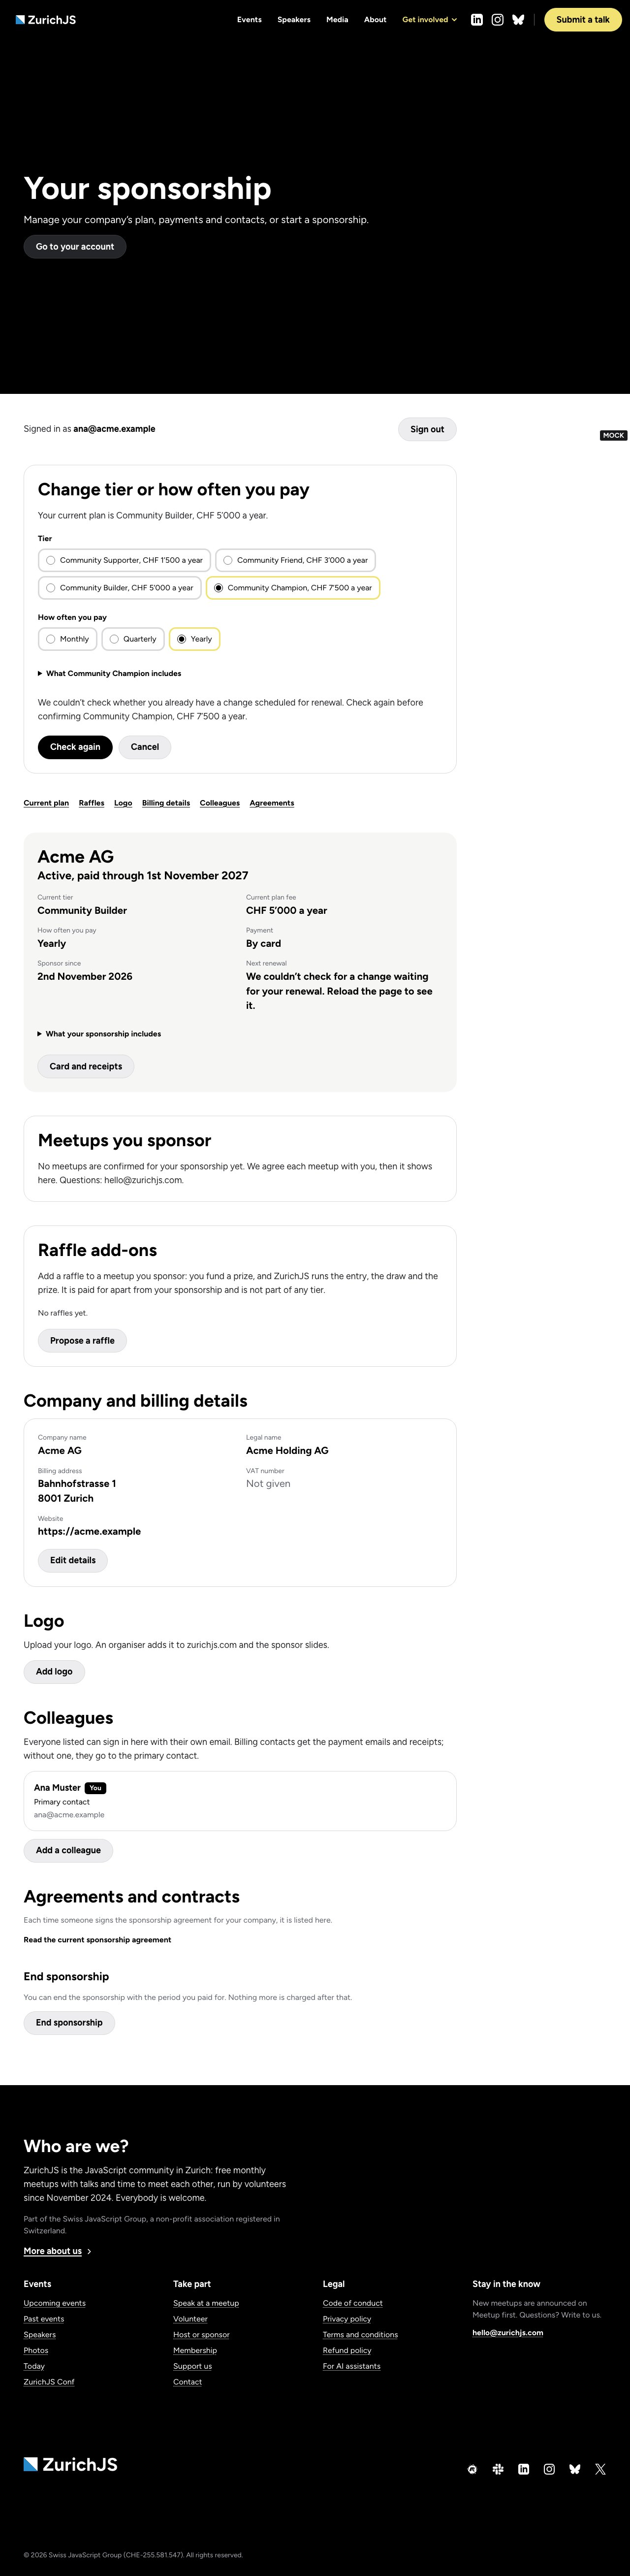 ZurichJS
Events
Speakers
Media
About
Get involved
Submit a talk
Your sponsorship
Manage your company’s plan, payments and contacts, or start a sponsorship.
Go to your account
Signed in as ana@acme.example
Sign out
MOCK
Change tier or how often you pay
Your current plan is Community Builder, CHF 5’000 a year.
Tier
Community Supporter, CHF 1’500 a year
Community Friend, CHF 3’000 a year
Community Builder, CHF 5’000 a year
Community Champion, CHF 7’500 a year
How often you pay
Monthly
Quarterly
Yearly
What Community Champion includes
We couldn’t check whether you already have a change scheduled for renewal. Check again before
confirming Community Champion, CHF 7’500 a year.
Check again
Cancel
Current plan
Raffles
Logo
Billing details
Colleagues
Agreements
Acme AG
Active, paid through 1st November 2027
Current tier
Community Builder
Current plan fee
CHF 5’000 a year
How often you pay
Yearly
Payment
By card
Sponsor since
2nd November 2026
Next renewal
We couldn’t check for a change waiting
for your renewal. Reload the page to see
it.
What your sponsorship includes
Card and receipts
Meetups you sponsor
No meetups are confirmed for your sponsorship yet. We agree each meetup with you, then it shows
here. Questions: hello@zurichjs.com.
Raffle add-ons
Add a raffle to a meetup you sponsor: you fund a prize, and ZurichJS runs the entry, the draw and the
prize. It is paid for apart from your sponsorship and is not part of any tier.
No raffles yet.
Propose a raffle
Company and billing details
Company name
Acme AG
Legal name
Acme Holding AG
Billing address
Bahnhofstrasse 1
8001 Zurich
VAT number
Not given
Website
https://acme.example
Edit details
Logo
Upload your logo. An organiser adds it to zurichjs.com and the sponsor slides.
Add logo
Colleagues
Everyone listed can sign in here with their own email. Billing contacts get the payment emails and receipts;
without one, they go to the primary contact.
Ana Muster You
Primary contact
ana@acme.example
Add a colleague
Agreements and contracts
Each time someone signs the sponsorship agreement for your company, it is listed here.
Read the current sponsorship agreement
End sponsorship
You can end the sponsorship with the period you paid for. Nothing more is charged after that.
End sponsorship
Who are we?
ZurichJS is the JavaScript community in Zurich: free monthly
meetups with talks and time to meet each other, run by volunteers
since November 2024. Everybody is welcome.
Part of the Swiss JavaScript Group, a non-profit association registered in
Switzerland.
More about us
Events
Upcoming events
Past events
Speakers
Photos
Today
ZurichJS Conf
Take part
Speak at a meetup
Volunteer
Host or sponsor
Membership
Support us
Contact
Legal
Code of conduct
Privacy policy
Terms and conditions
Refund policy
For AI assistants
Stay in the know
New meetups are announced on
Meetup first. Questions? Write to us.
hello@zurichjs.com
ZurichJS
© 2026 Swiss JavaScript Group (CHE-255.581.547). All rights reserved.